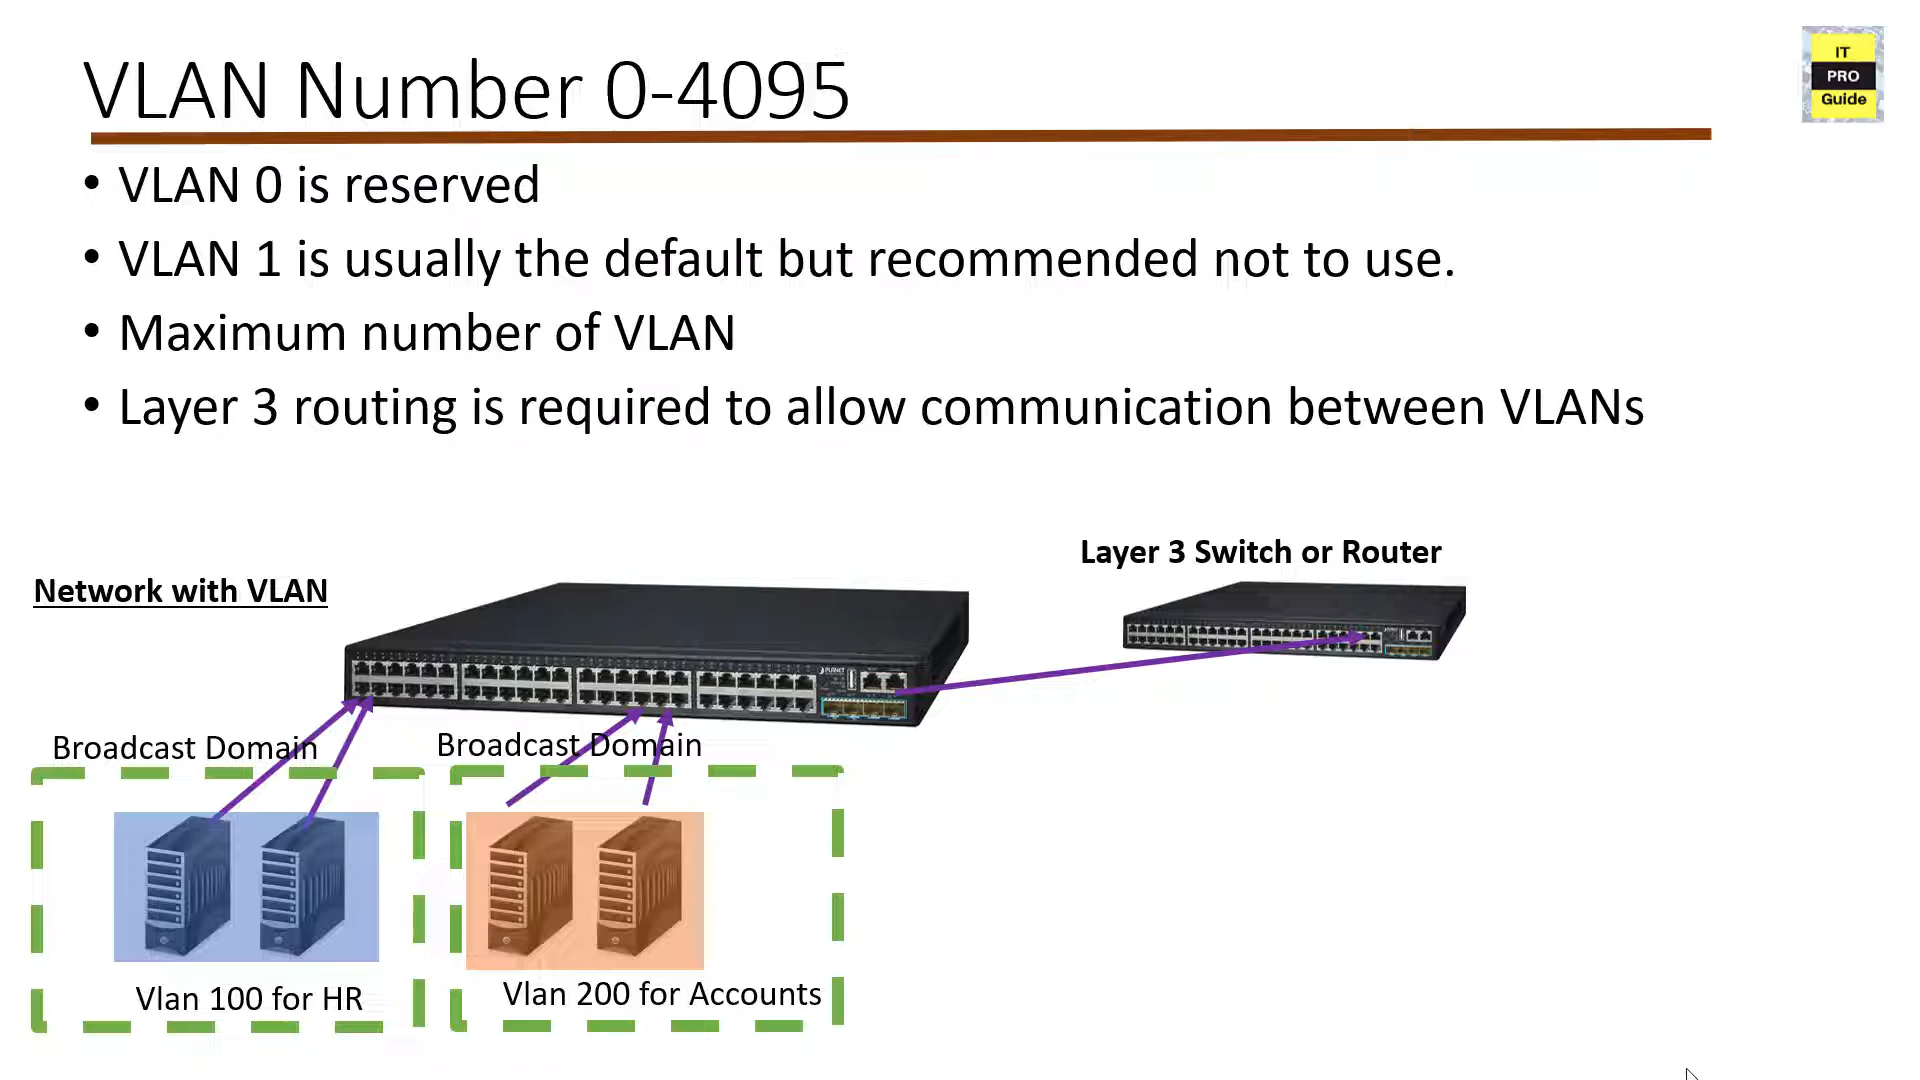 VLAN Number 0-4095
IT
PRO
Guide
• VLAN 0 is reserved
• VLAN 1 is usually the default but recommended not to use.
• Maximum number of VLAN
• Layer 3 routing is required to allow communication between VLANs
Layer 3 Switch or Router
Network with VLAN
PLANET
Broadcast Domain
Broadcast Domain
Vlan 100 for HR
Vlan 200 for Accounts